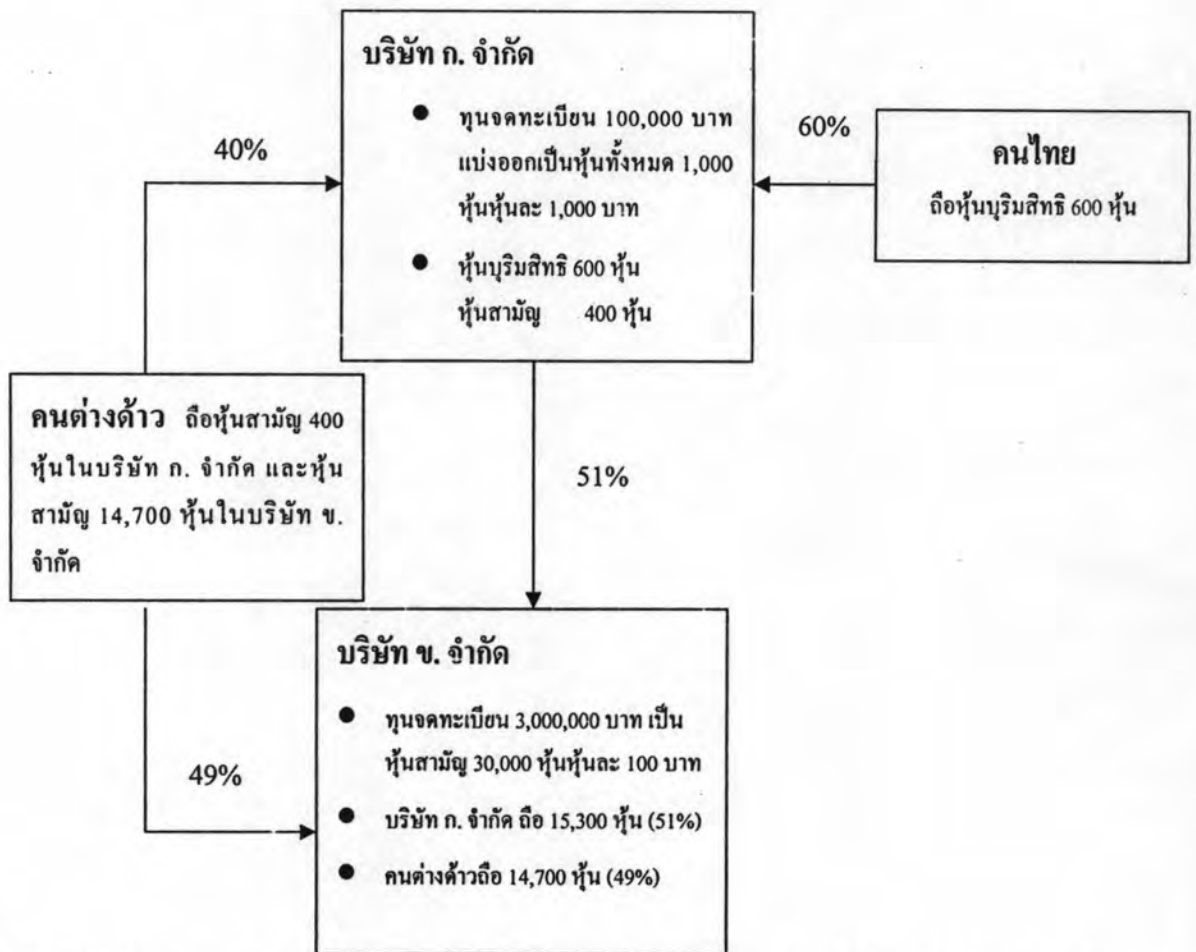 บริษัท ก. จำกัด
● ทุนจดทะเบียน 100,000 บาท
แบ่งออกเป็นหุ้นทั้งหมด 1,000
หุ้นหุ้นละ 1,000 บาท
● หุ้นบุริมสิทธิ 600 หุ้น
หุ้นสามัญ 400 หุ้น
40%
60%
คนไทย
ถือหุ้นบุริมสิทธิ 600 หุ้น
คนต่างด้าว ถือหุ้นสามัญ 400
หุ้นในบริษัท ก. จำกัด และหุ้น
สามัญ 14,700 หุ้นในบริษัท ข.
จำกัด
51%
49%
บริษัท ข. จำกัด
● ทุนจดทะเบียน 3,000,000 บาท เป็น
หุ้นสามัญ 30,000 หุ้นหุ้นละ 100 บาท
● บริษัท ก. จำกัด ถือ 15,300 หุ้น (51%)
● คนต่างด้าวถือ 14,700 หุ้น (49%)